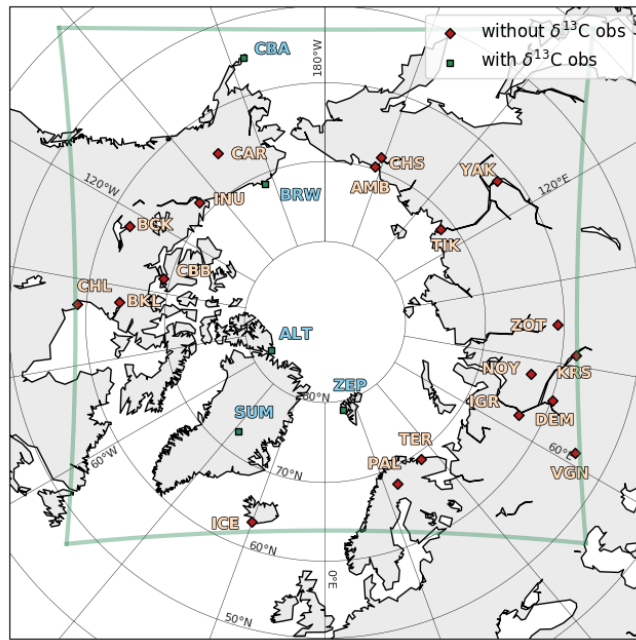 without δ¹³C obs
with δ¹³C obs
CBA
180°W
CAR
CHS
AMB
YAK
120°W
120°E
BRW
INU
BCK
TIK
CBB
CHL
BKL
ZOT
ALT
KRS
NOY
ZEP
80°N
IGR
DEM
SUM
TER
60°E
60°W
PAL
VGN
70°N
ICE
60°N
0°E
50°N